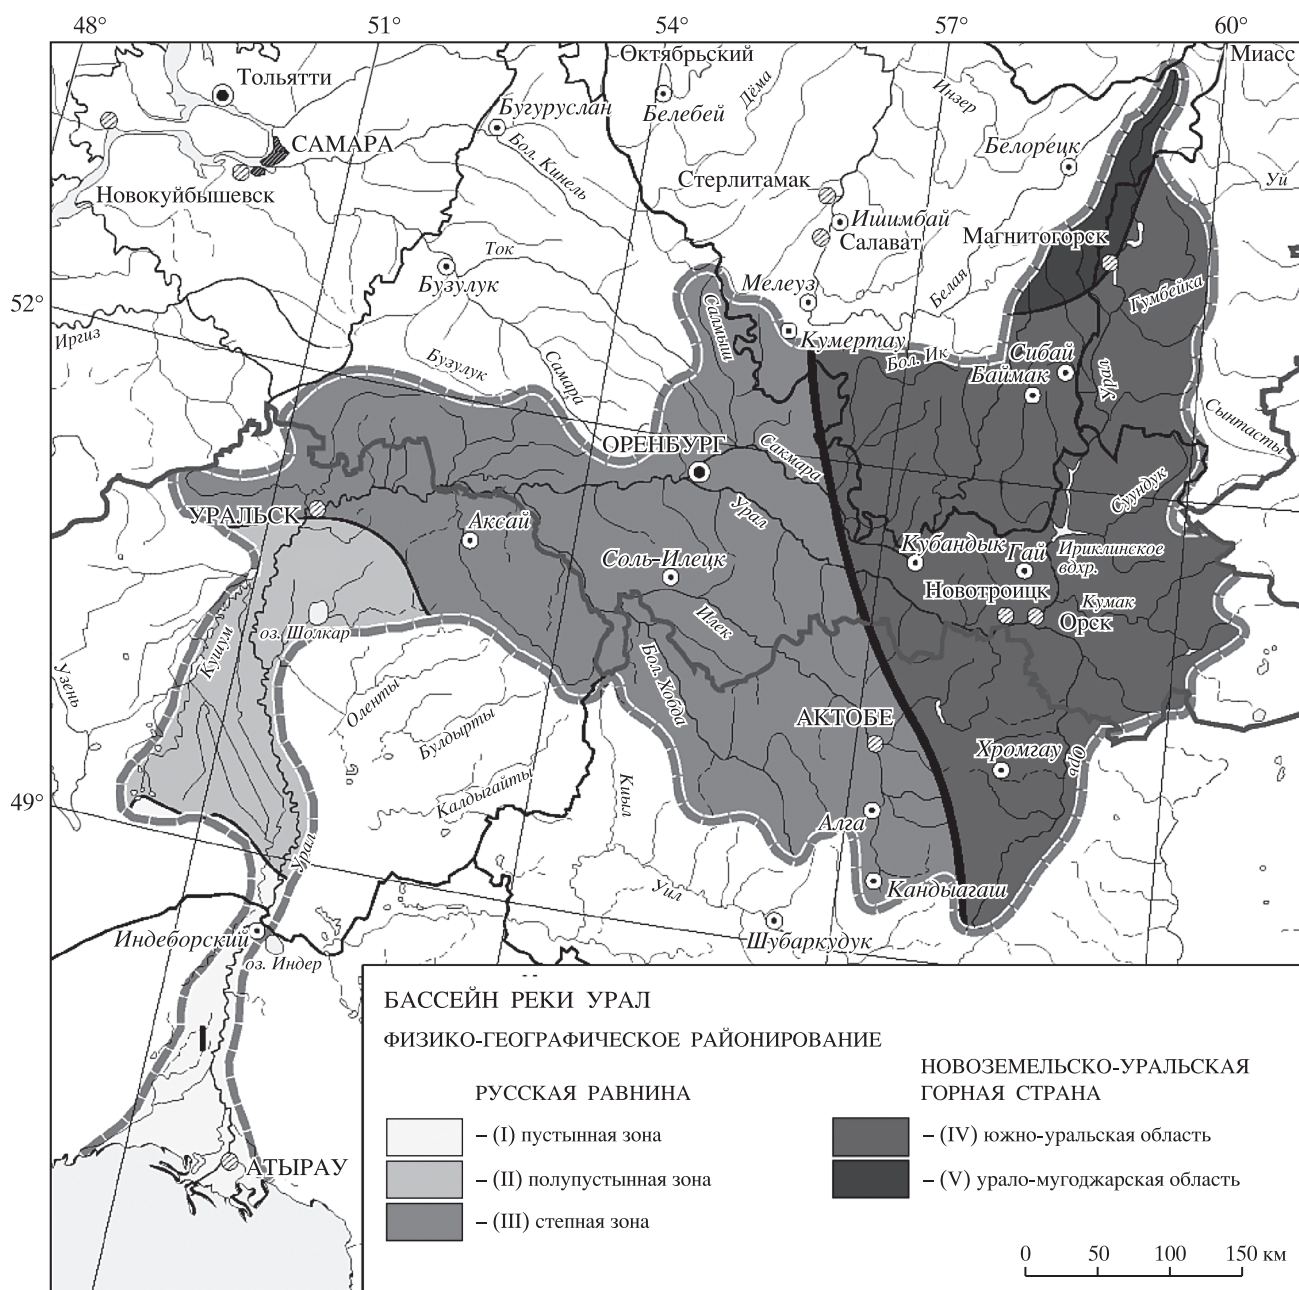 48°
51°
54°
57°
60°
Октябрьский
Миасс
Тольятти
Дёма
Инзер
Бугуруслан
Белебей
САМАРА
Бол. Кинель
Белорецк
Стерлитамак
Уй
Новокуйбышевск
Ишимбай
Салават
Магнитогорск
Ток
Бузулук
Мелеуз
Белая
Гумбейка
52°
Салмыш
Иргиз
Кумертау
Бол. Ик
Сибай
Баймак
Урал
Бузулук
Самара
Сынтасты
ОРЕНБУРГ
Сакмара
Суундук
УРАЛЬСК
Аксай
Урал
Кубандык
Гай
Ириклинское
вдхр.
Соль-Илецк
Новотроицк
Кумак
Орск
оз. Шолкар
Илек
Кушум
Узень
Бол. Хобда
Оленты
АКТОБЕ
Булдырты
Хромгау
Орь
Калдыгайты
Киыл
49°
Алга
Урал
Уил
Кандыагаш
Индеборский
Шубаркудук
оз. Индер
БАССЕЙН РЕКИ УРАЛ
ФИЗИКО-ГЕОГРАФИЧЕСКОЕ РАЙОНИРОВАНИЕ
РУССКАЯ РАВНИНА
– (I) пустынная зона
– (II) полупустынная зона
– (III) степная зона
НОВОЗЕМЕЛЬСКО-УРАЛЬСКАЯ
ГОРНАЯ СТРАНА
– (IV) южно-уральская область
– (V) урало-мугоджарская область
АТЫРАУ
0 50 100 150 км